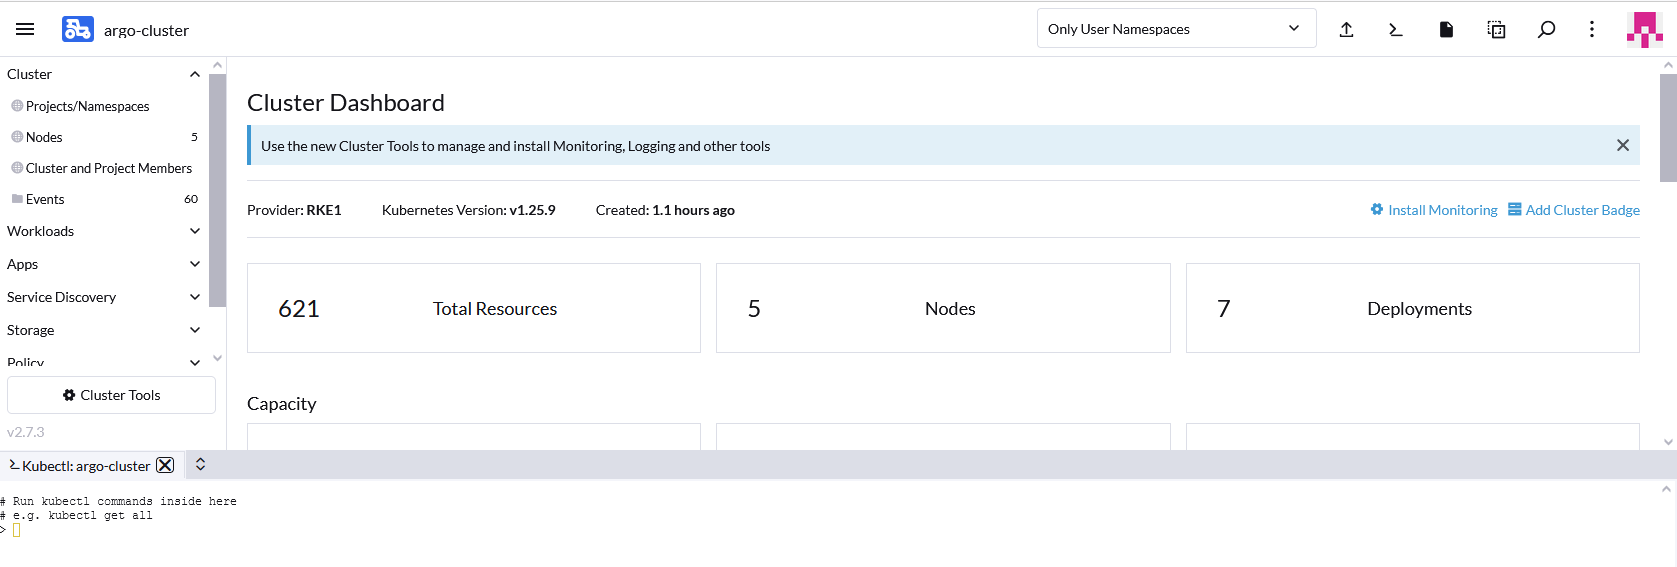 argo-cluster
Only User Namespaces
Cluster
Projects/Namespaces
Nodes 5
Cluster and Project Members
Events 60
Workloads
Apps
Service Discovery
Storage
Policy
Cluster Tools
v2.7.3
Cluster Dashboard
Use the new Cluster Tools to manage and install Monitoring, Logging and other tools
Provider: RKE1 Kubernetes Version: v1.25.9 Created: 1.1 hours ago Install Monitoring Add Cluster Badge
621 Total Resources 5 Nodes 7 Deployments
Capacity
Kubectl: argo-cluster
# Run kubectl commands inside here
# e.g. kubectl get all
>